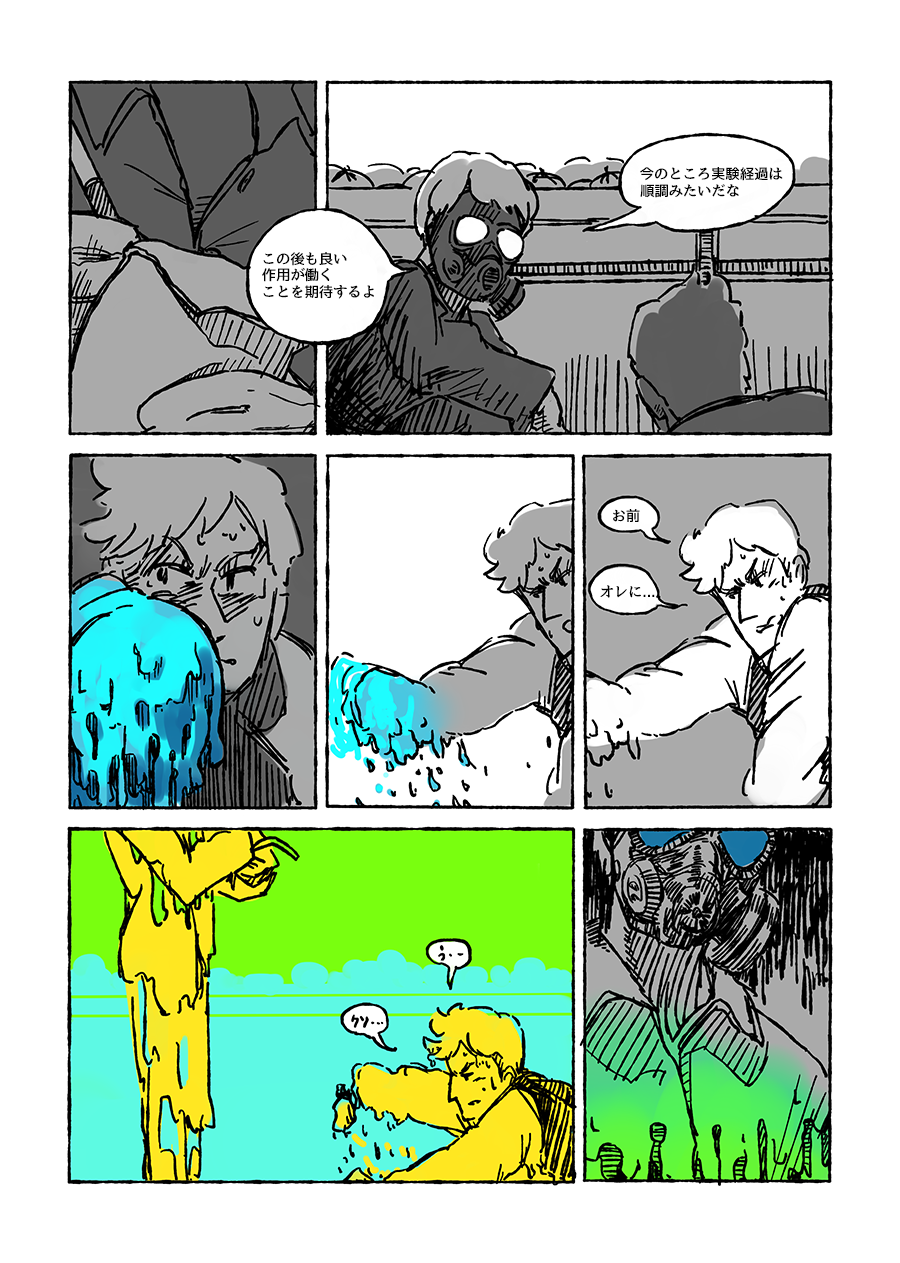 今のところ実験経過は
順調みたいだな
この後も良い
作用が働く
ことを期待するよ
お前
オレに…
うー
クソ…